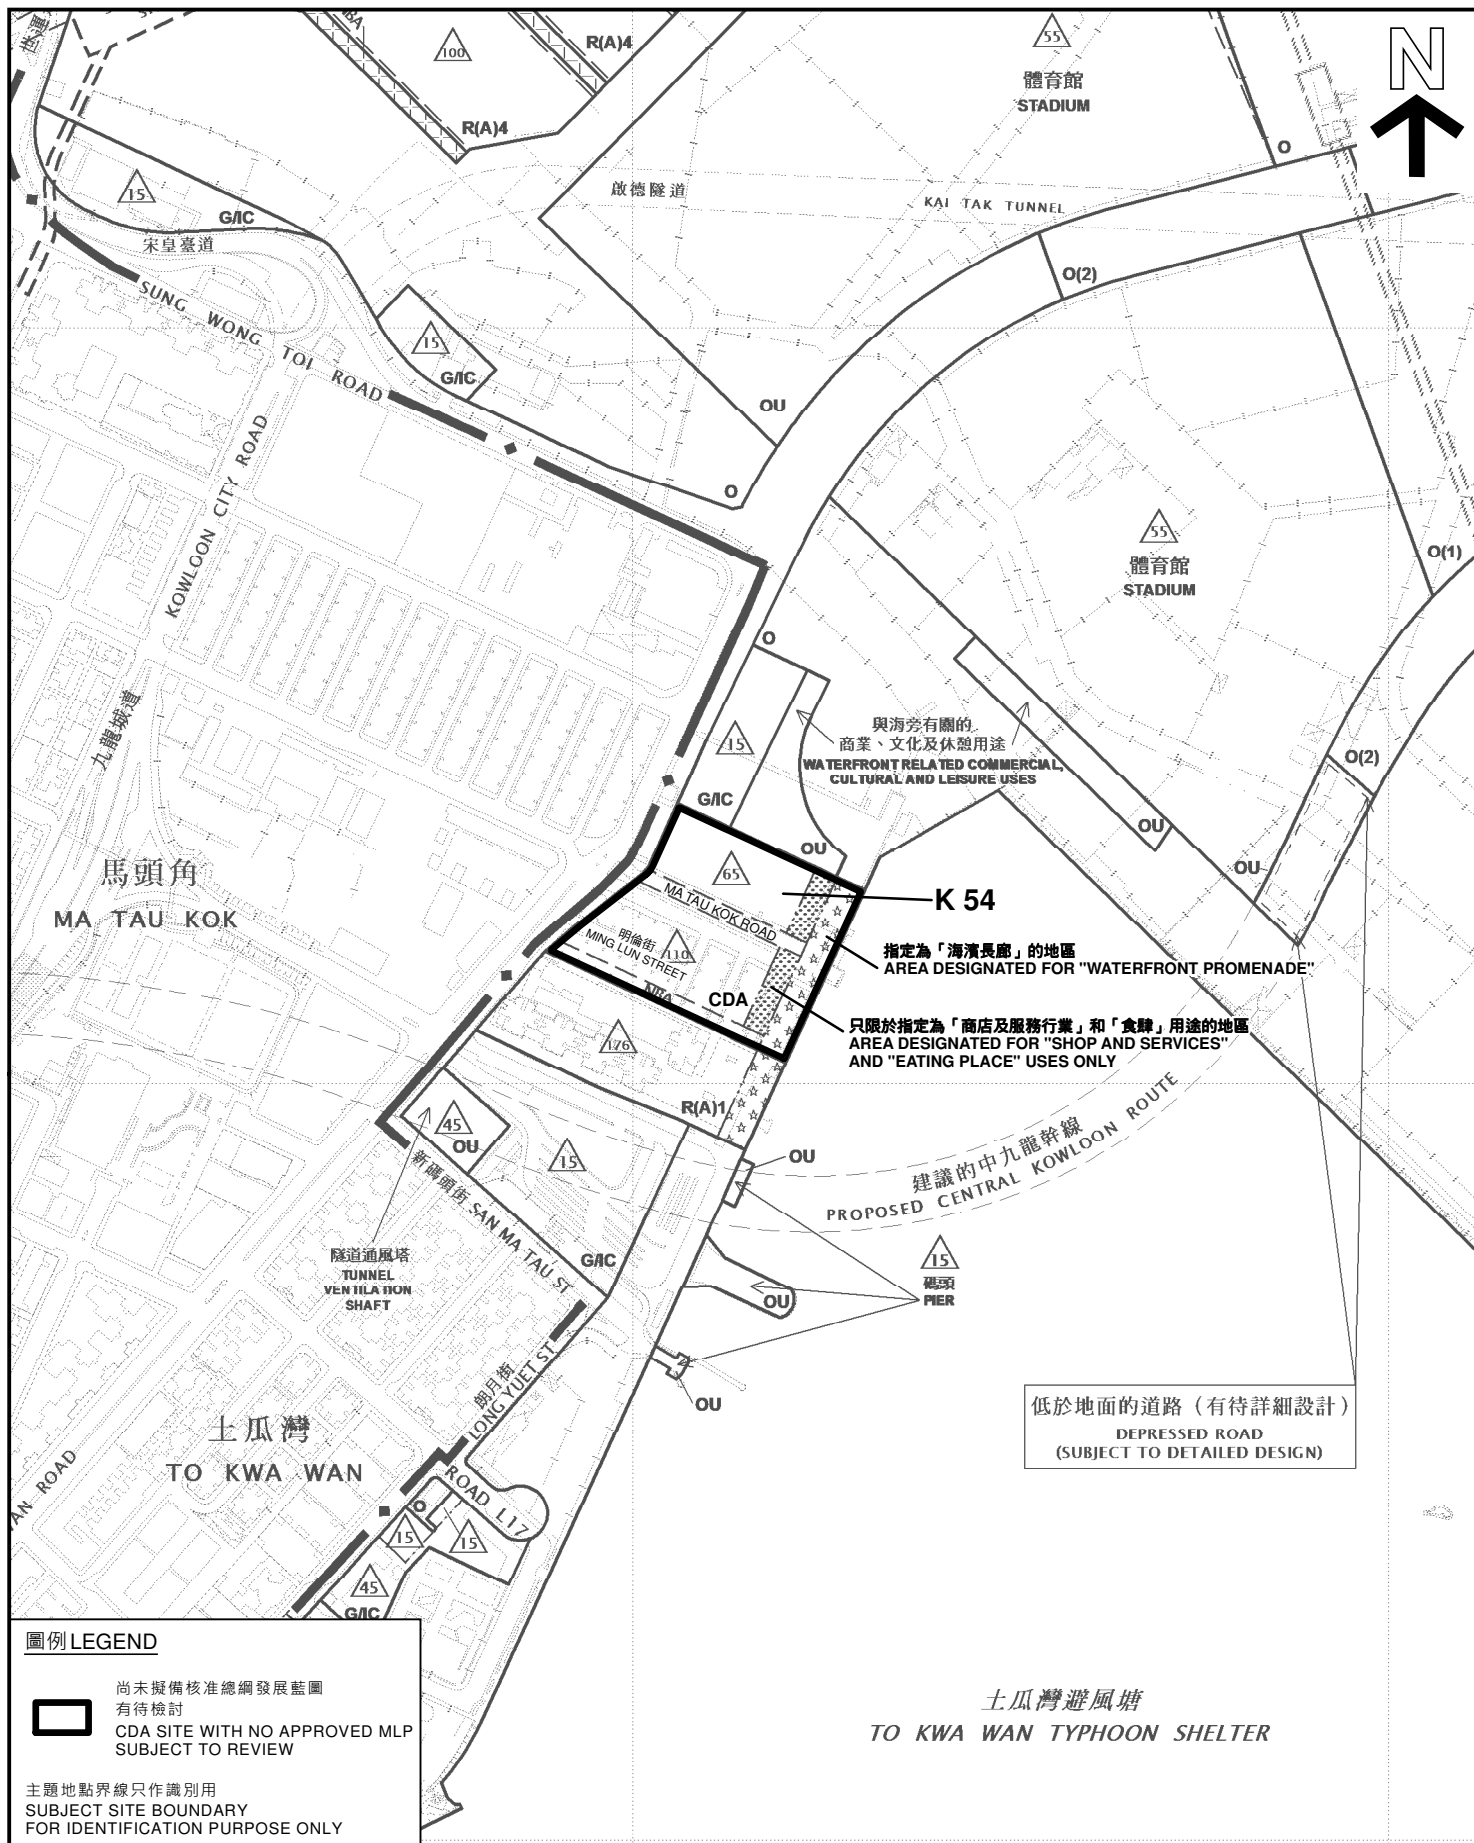 N
55
體育館
STADIUM
100
R(A)4
R(A)4
15
G/IC
宋皇臺道
SUNG WONG TOI ROAD
啟德隧道
KAI TAK TUNNEL
O
O(2)
15
G/IC
OU
O
KOWLOON CITY ROAD
九龍城道
55
體育館
STADIUM
O(1)
O
與海旁有關的
商業、文化及休憩用途
WATERFRONT RELATED COMMERCIAL,
CULTURAL AND LEISURE USES
15
G/IC
O(2)
OU
OU
OU
馬頭角
MA TAU KOK
65
K 54
MA TAU KOK ROAD
明倫街
MING LUN STREET
110
NBA
CDA
指定為「海濱長廊」的地區
AREA DESIGNATED FOR "WATERFRONT PROMENADE"
只限於指定為「商店及服務行業」和「食肆」用途的地區
AREA DESIGNATED FOR "SHOP AND SERVICES"
AND "EATING PLACE" USES ONLY
176
R(A)1
45
OU
15
OU
建議的中九龍幹線
PROPOSED CENTRAL KOWLOON ROUTE
新碼頭街 SAN MA TAU ST
隧道通風塔
TUNNEL
VENTILATION
SHAFT
G/IC
15
碼頭
PIER
OU
OU
朗月街
LONG YUET ST
低於地面的道路（有待詳細設計）
DEPRESSED ROAD
(SUBJECT TO DETAILED DESIGN)
土瓜灣
TO KWA WAN
ROAD L17
O
15
15
45
G/IC
圖例 LEGEND
尚未擬備核准總綱發展藍圖
有待檢討
CDA SITE WITH NO APPROVED MLP
SUBJECT TO REVIEW
主題地點界線只作識別用
SUBJECT SITE BOUNDARY
FOR IDENTIFICATION PURPOSE ONLY
土瓜灣避風塘
TO KWA WAN TYPHOON SHELTER